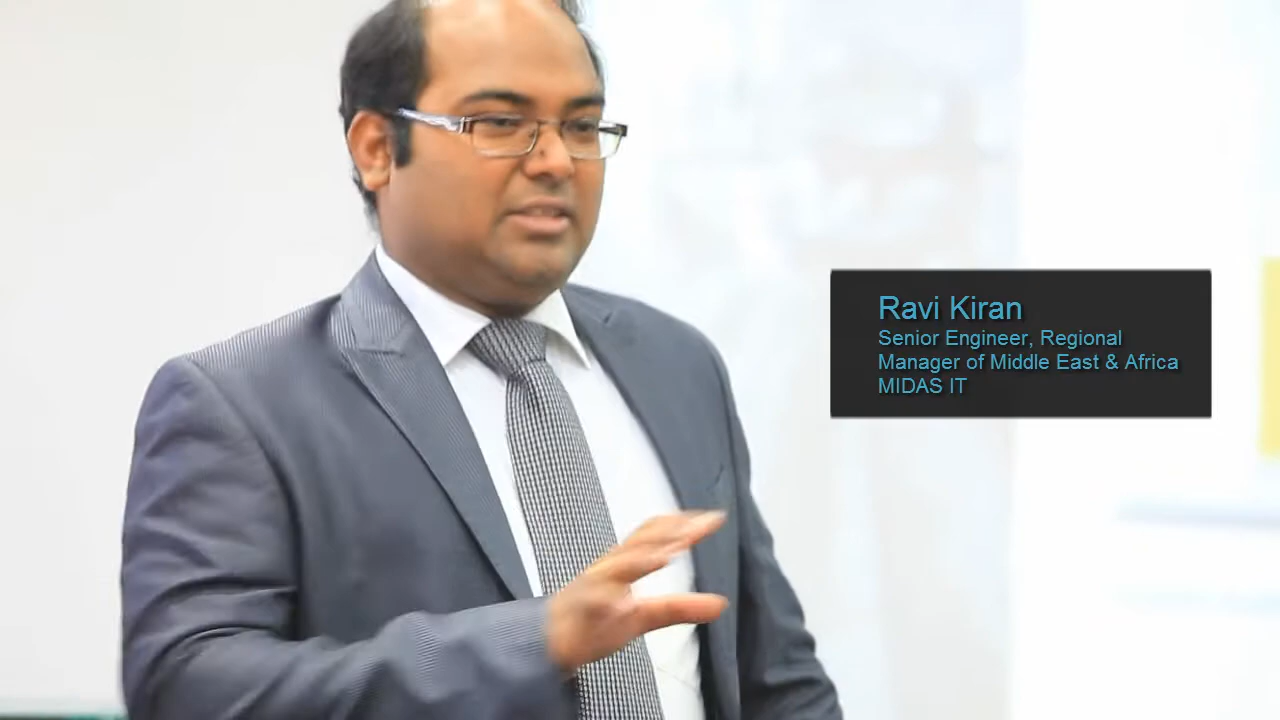 Ravi Kiran
Senior Engineer, Regional
Manager of Middle East & Africa
MIDAS IT